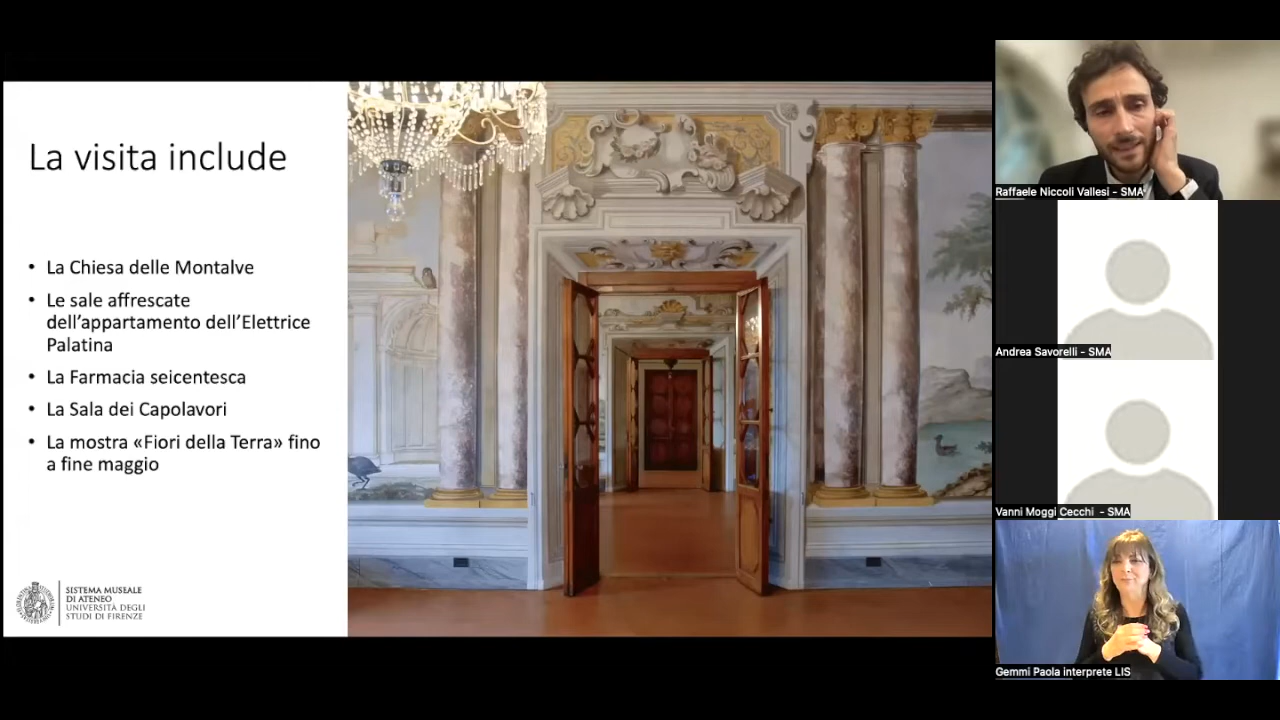 La visita include
• La Chiesa delle Montalve
• Le sale affrescate
dell’appartamento dell’Elettrice
Palatina
• La Farmacia seicentesca
• La Sala dei Capolavori
• La mostra «Fiori della Terra» fino
a fine maggio
SISTEMA MUSEALE
DI ATENEO
UNIVERSITÀ DEGLI
STUDI DI FIRENZE
Raffaele Niccoli Vallesi - SMA
Andrea Savorelli - SMA
Vanni Moggi Cecchi - SMA
Gemmi Paola interprete LIS